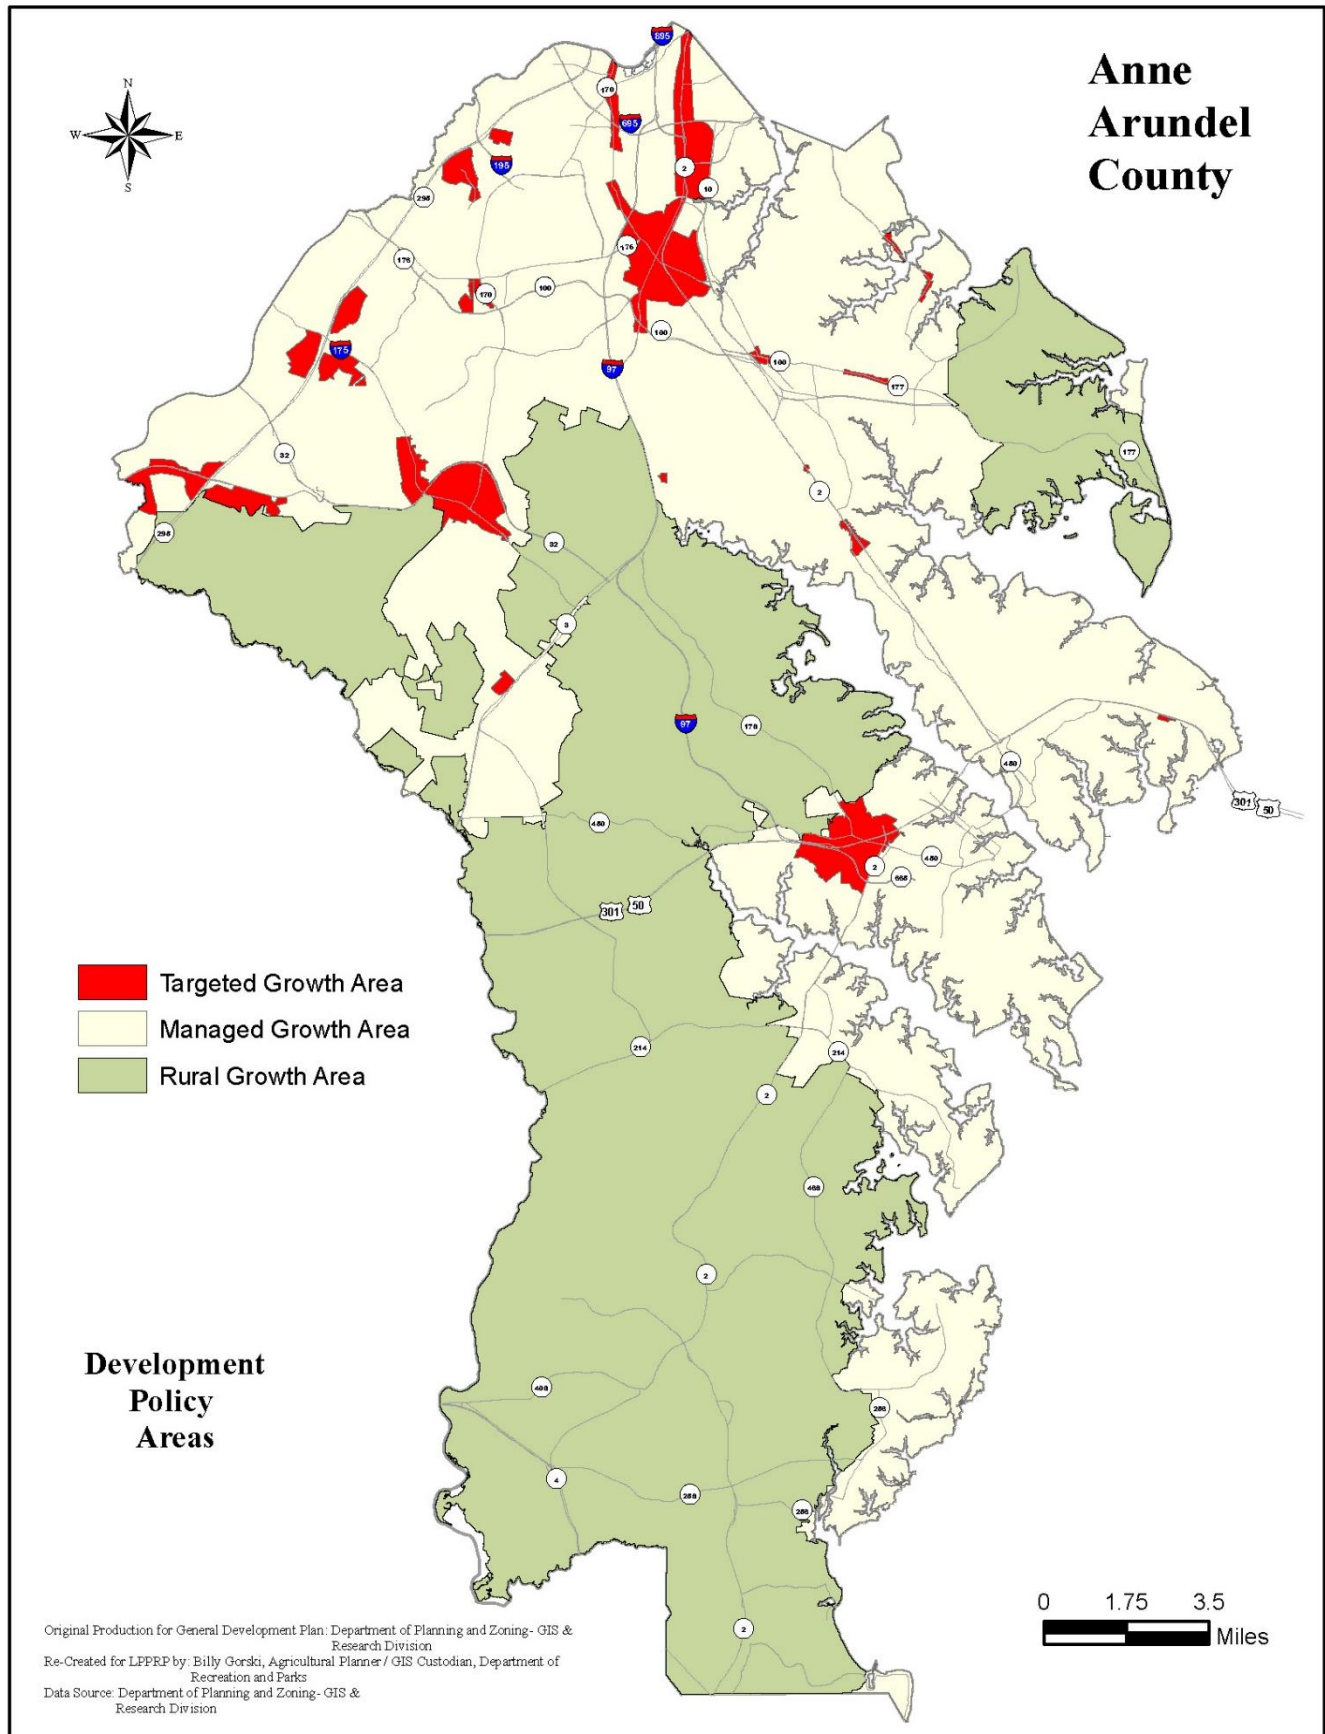 Anne
Arundel
County
N
W
E
S
895
170
695
195
2
10
295
176
176
170
100
100
175
97
100
177
177
32
2
295
32
3
97
178
450
301
50
450
450
2
665
301
50
214
214
2
468
2
408
256
4
256
2
Targeted Growth Area
Managed Growth Area
Rural Growth Area
Development
Policy
Areas
0 1.75 3.5
Miles
Original Production for General Development Plan: Department of Planning and Zoning- GIS &
Research Division
Re-Created for LPPRP by: Billy Gorski, Agricultural Planner / GIS Custodian, Department of
Recreation and Parks
Data Source: Department of Planning and Zoning- GIS &
Research Division